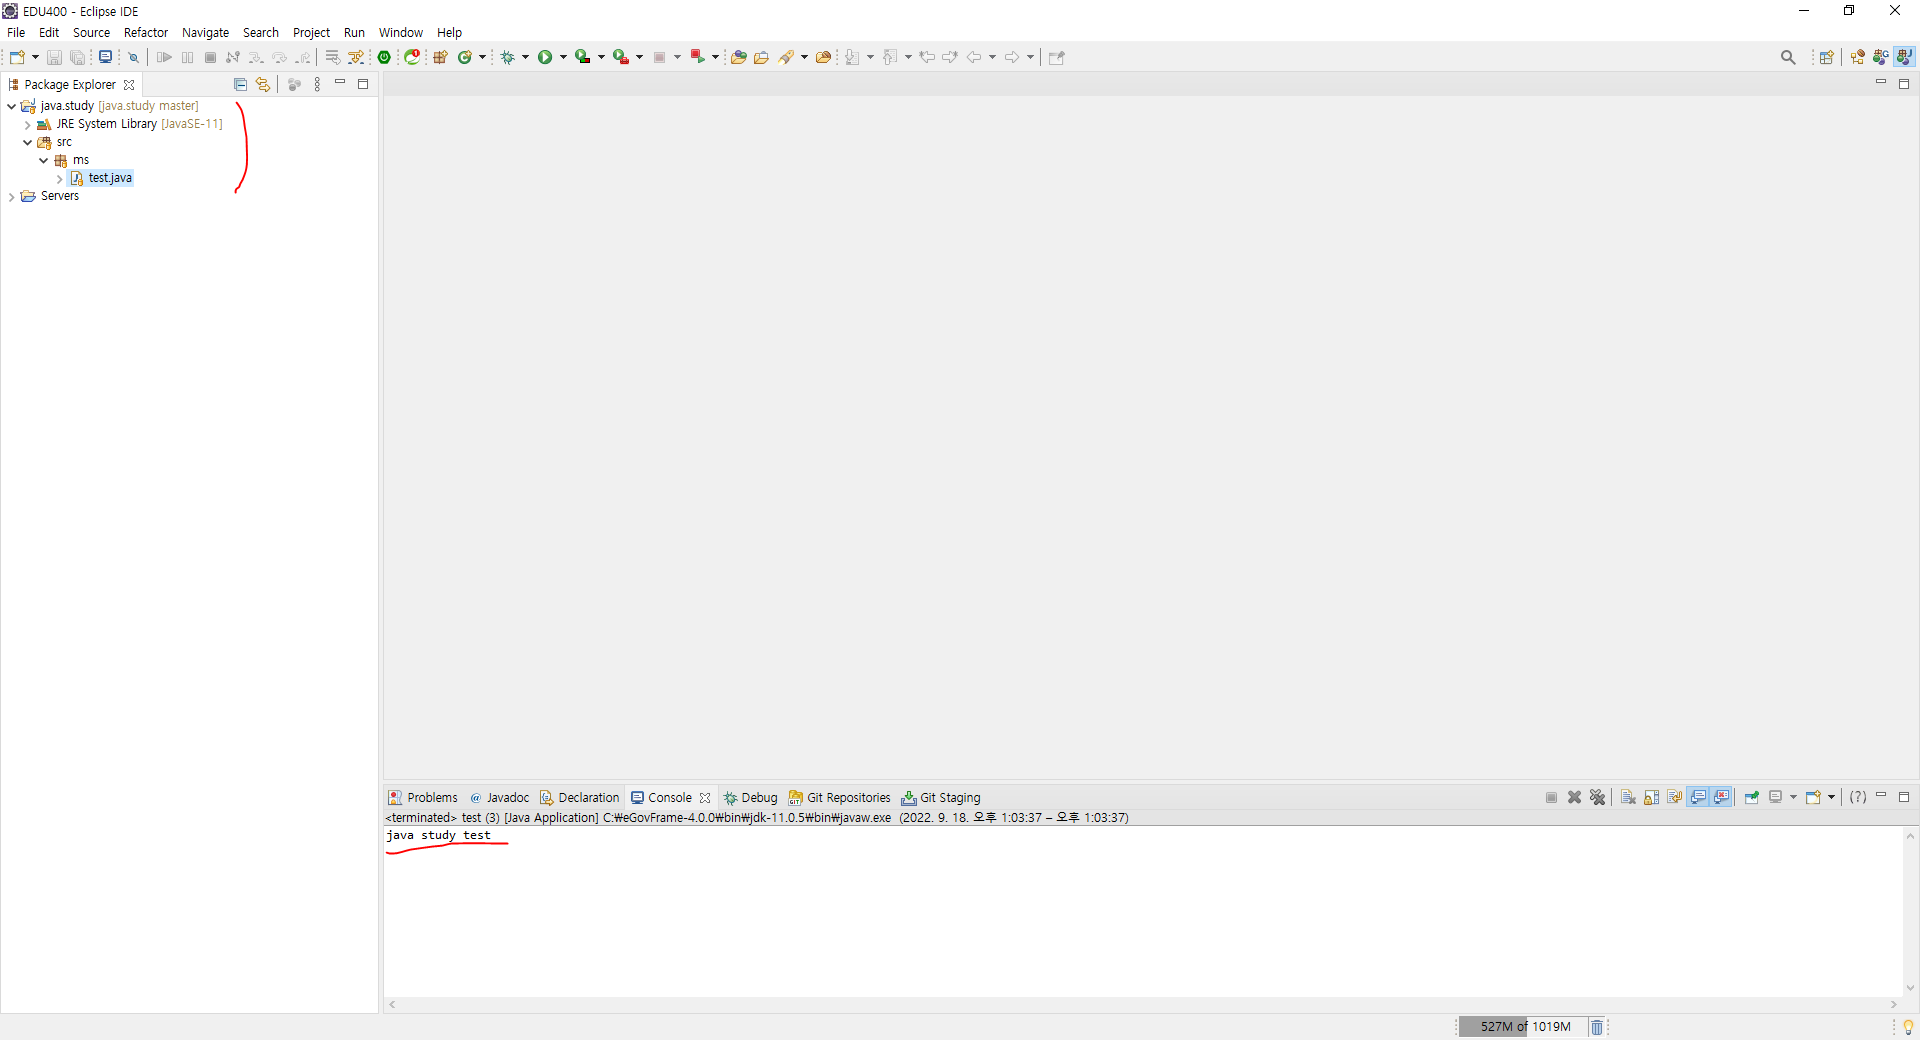 EDU400 - Eclipse IDE
File Edit Source Refactor Navigate Search Project Run Window Help
Package Explorer
java.study [java.study master]
JRE System Library [JavaSE-11]
src
ms
test.java
Servers
Problems @ Javadoc Declaration Console Debug Git Repositories Git Staging
<terminated> test (3) [Java Application] C:₩eGovFrame-4.0.0₩bin₩jdk-11.0.5₩bin₩javaw.exe (2022. 9. 18. 오후 1:03:37 – 오후 1:03:37)
java study test
527M of 1019M